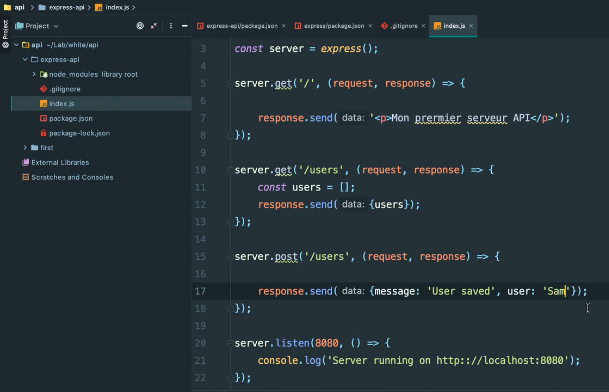 api
express-api
index.js
Project
Project
express-api/package.json
express/package.json
.gitignore
index.js
api ~/Lab/white/api
express-api
node_modules library root
.gitignore
index.js
package.json
package-lock.json
first
External Libraries
Scratches and Consoles
3 const server = express();
4
5 server.get('/', (request, response) => {
6
7 response.send( data: '<p>Mon prermier serveur API</p>');
8 });
9
10 server.get('/users', (request, response) => {
11 const users = [];
12 response.send( data: {users});
13 });
14
15 server.post('/users', (request, response) => {
16
17 response.send( data: {message: 'User saved', user: 'Sam'});
18 });
19
20 server.listen(8080, () => {
21 console.log('Server running on http:://localhost:8080');
22 });